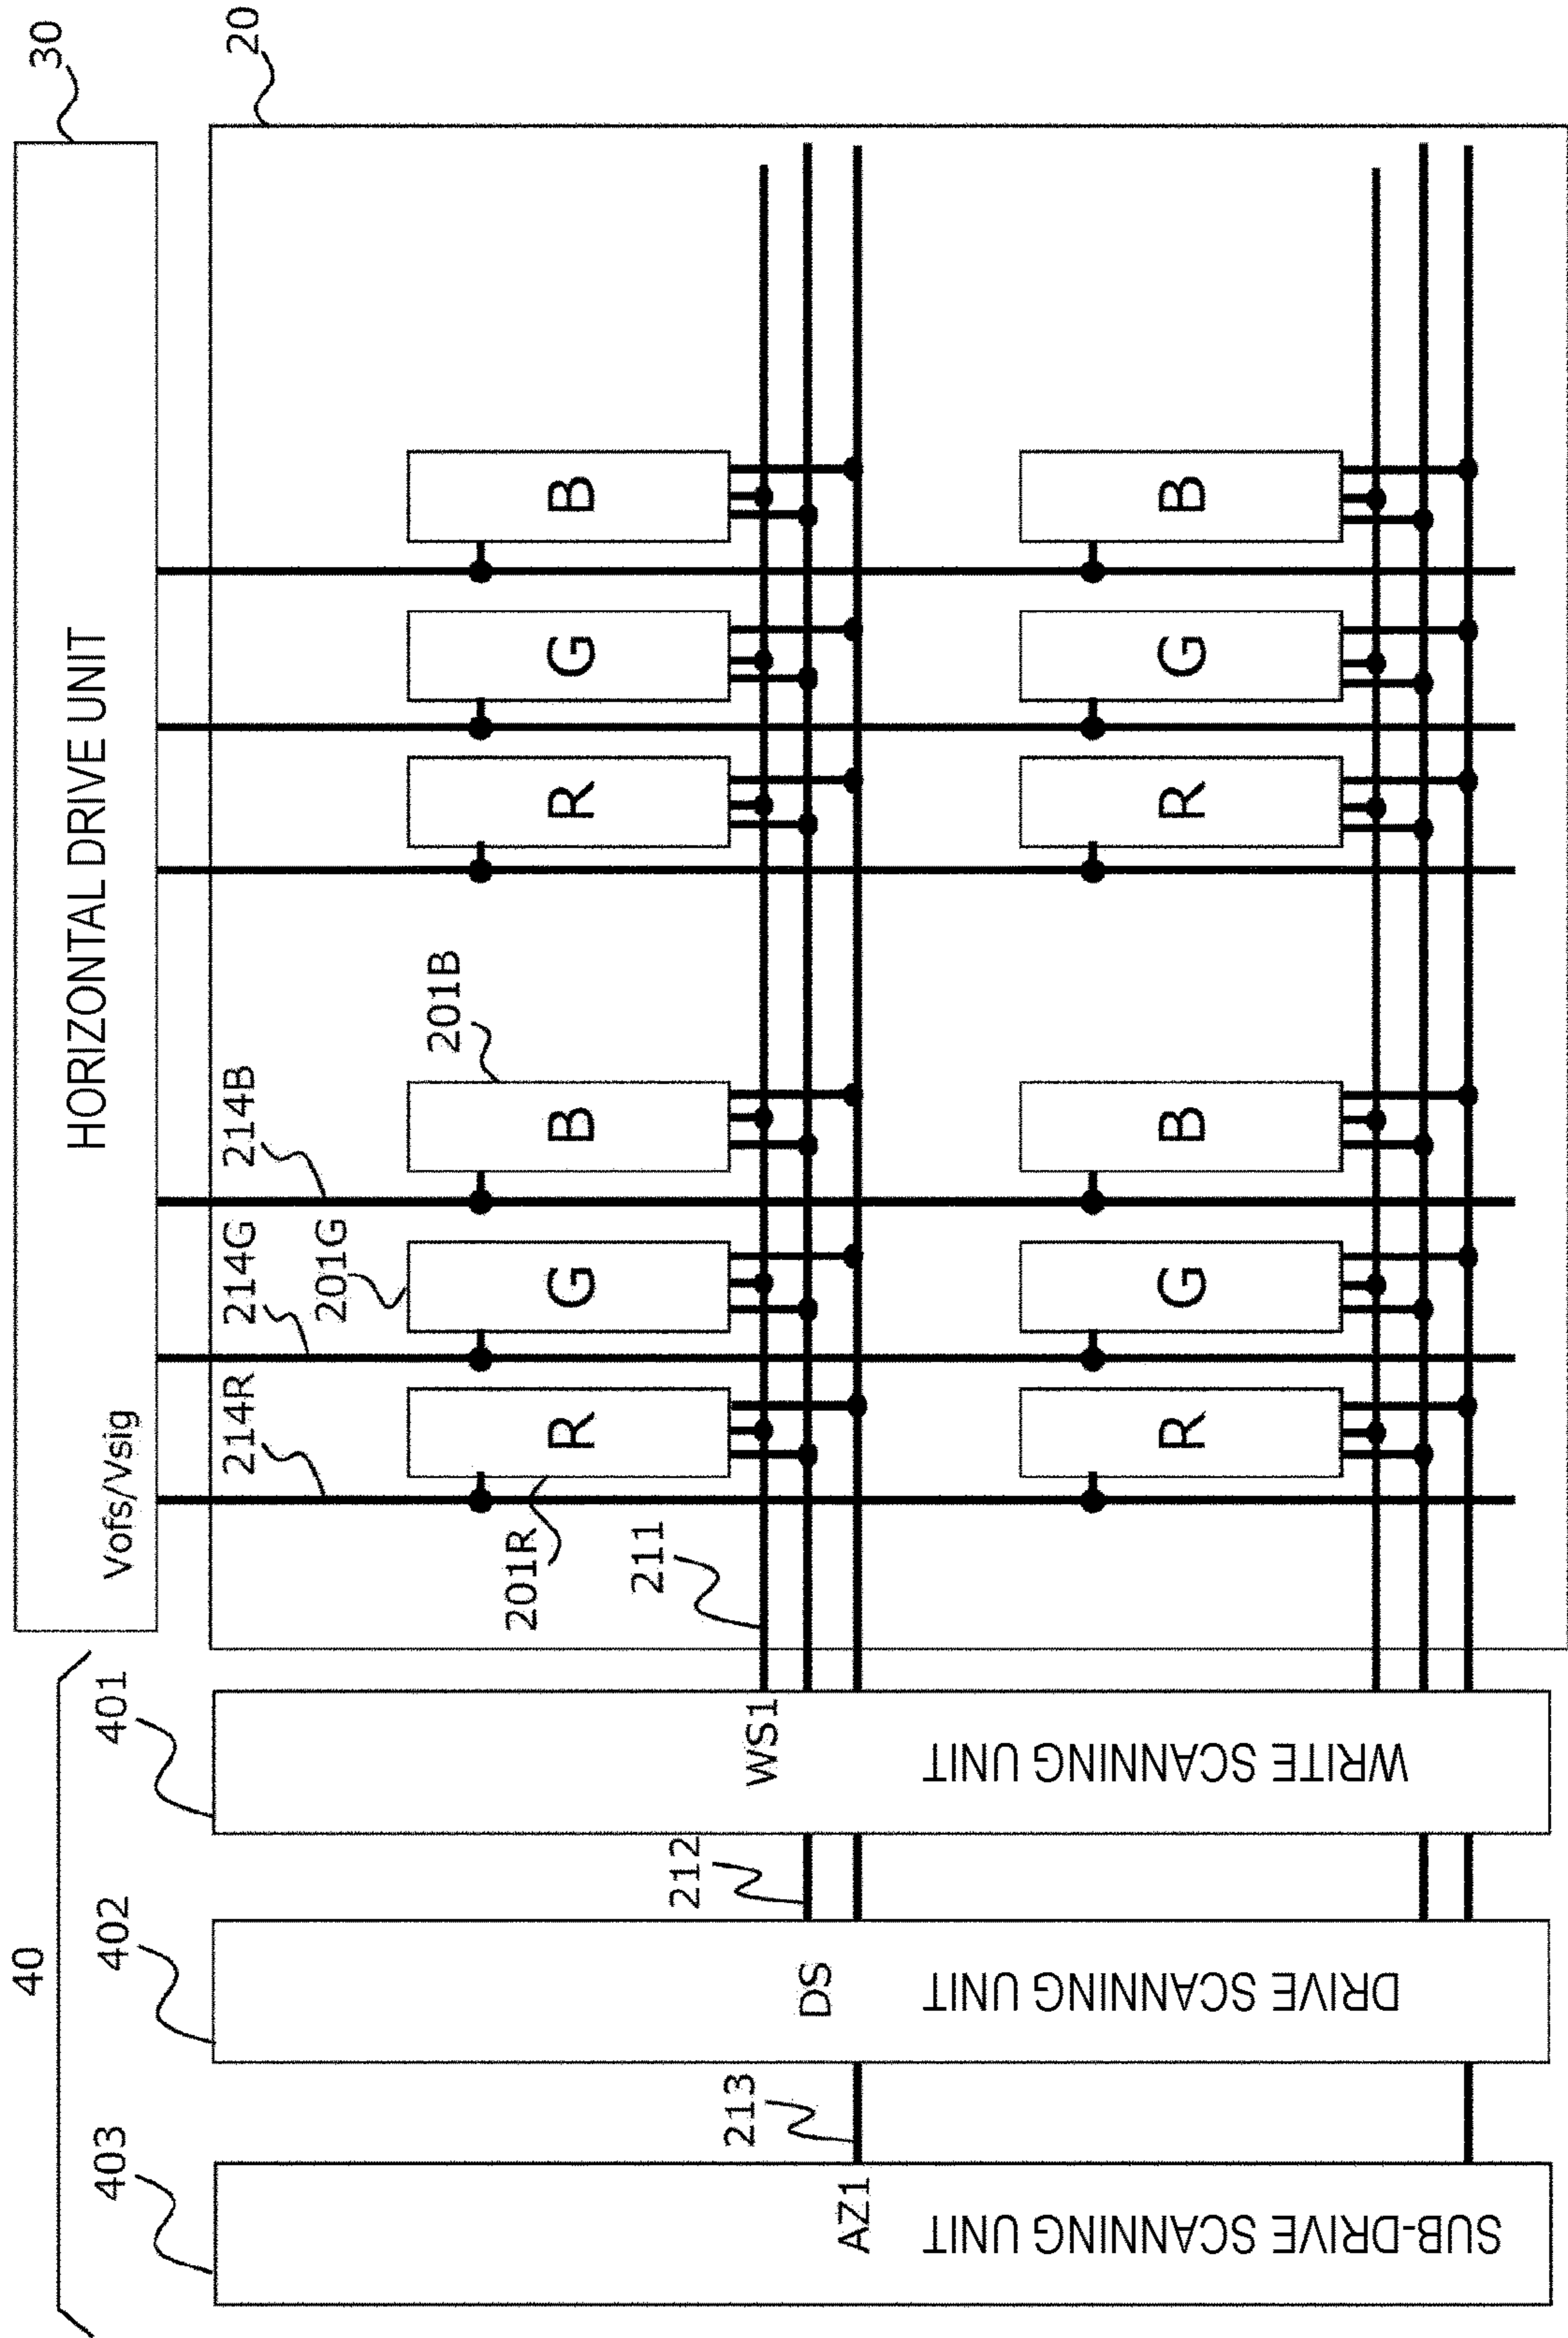 30
HORIZONTAL DRIVE UNIT
Vofs/Vsig
20
40
403
402
401
214R
214G
214B
201G
201B
201R
R
G
B
R
G
B
211
212
213
WS1
DS
AZ1
R
G
B
R
G
B
SUB-DRIVE SCANNING UNIT
DRIVE SCANNING UNIT
WRITE SCANNING UNIT